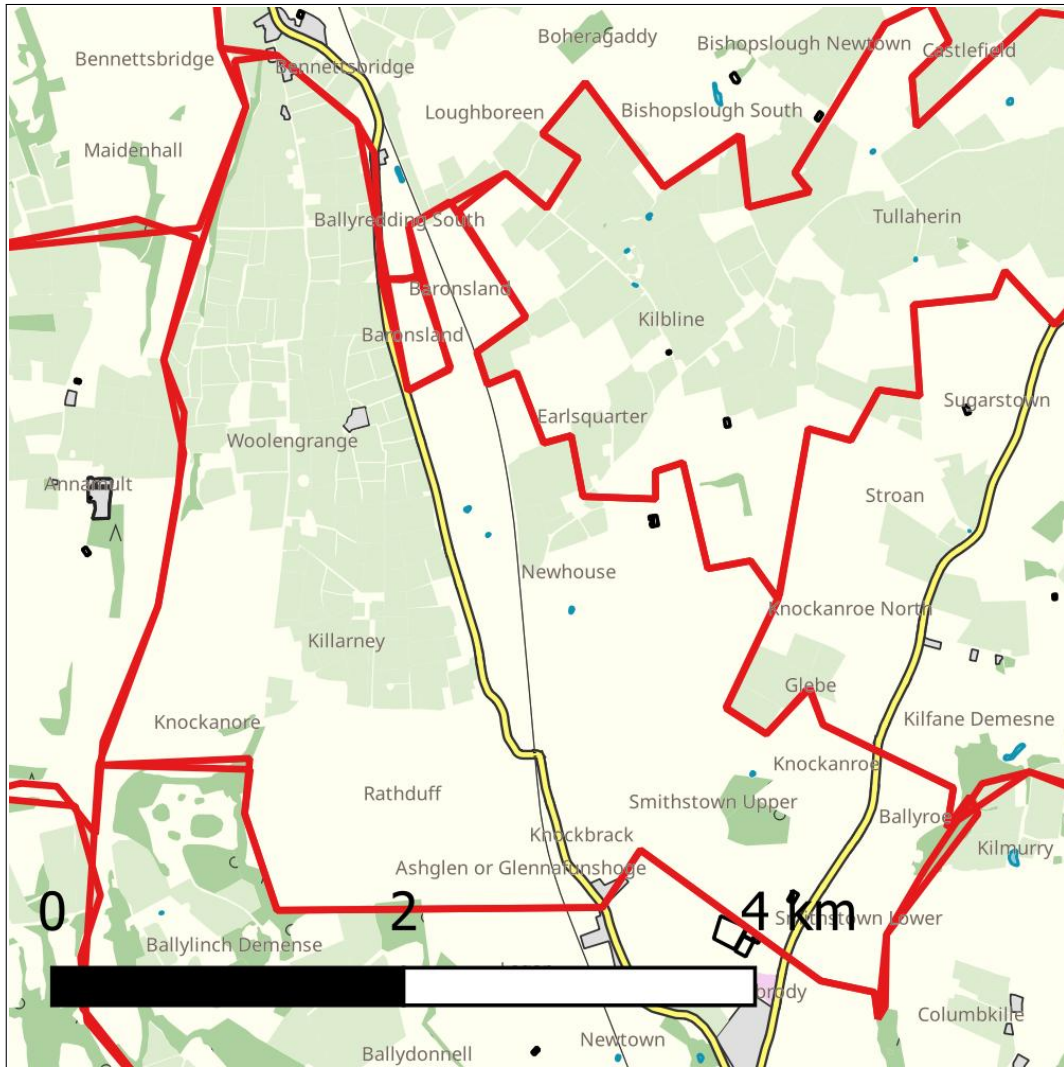 Boheragaddy
Bishopslough Newtown
Castlefield
Bennettsbridge
Bennettsbridge
Loughboreen
Bishopslough South
Maidenhall
Ballyredding South
Tullaherin
Baronsland
Kilbline
Baronsland
Sugarstown
Earlsquarter
Woolengrange
Annamult
Stroan
Newhouse
Knockanroe North
Killarney
Glebe
Knockanore
Kilfane Demesne
Knockanroe
Rathduff
Smithstown Upper
Ballyroe
Knockbrack
Kilmurry
Ashglen or Glennafunshoge
0
2
4 km
Smithstown Lower
Ballylinch Demense
Columbkille
Newtown
Ballydonnell